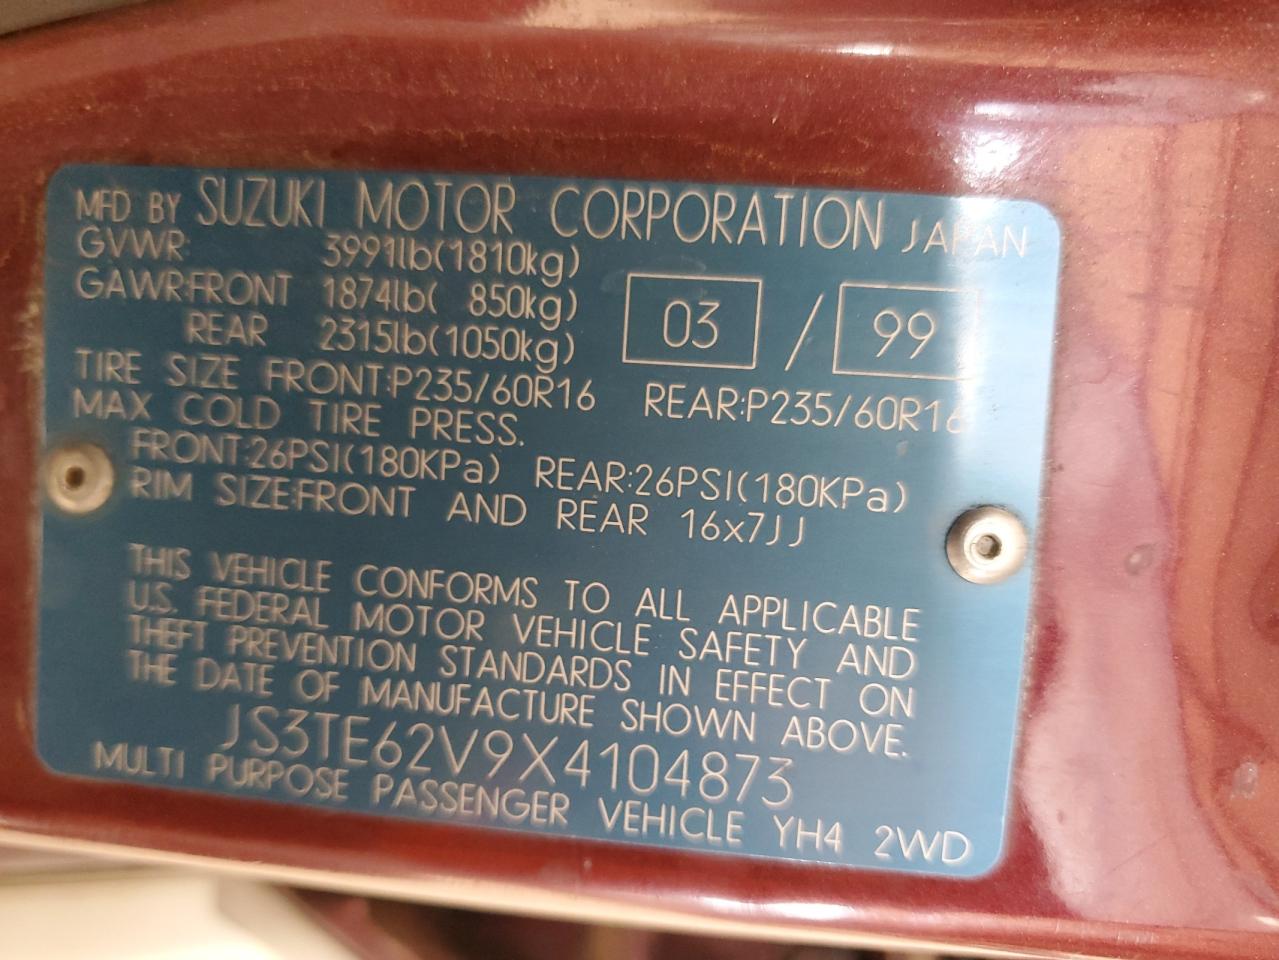 MFD BY SUZUKI MOTOR CORPORATION JAPAN
GVWR: 3991lb(1810kg)
GAWR:FRONT 1874lb( 850kg)
REAR 2315lb(1050kg)
03 / 99
TIRE SIZE FRONT:P235/60R16 REAR:P235/60R16
MAX COLD TIRE PRESS.
FRONT:26PSI(180KPa) REAR:26PSI(180KPa)
RIM SIZE:FRONT AND REAR 16x7JJ
THIS VEHICLE CONFORMS TO ALL APPLICABLE
U.S. FEDERAL MOTOR VEHICLE SAFETY AND
THEFT PREVENTION STANDARDS IN EFFECT ON
THE DATE OF MANUFACTURE SHOWN ABOVE.
JS3TE62V9X4104873
MULTI PURPOSE PASSENGER VEHICLE YH4 2WD